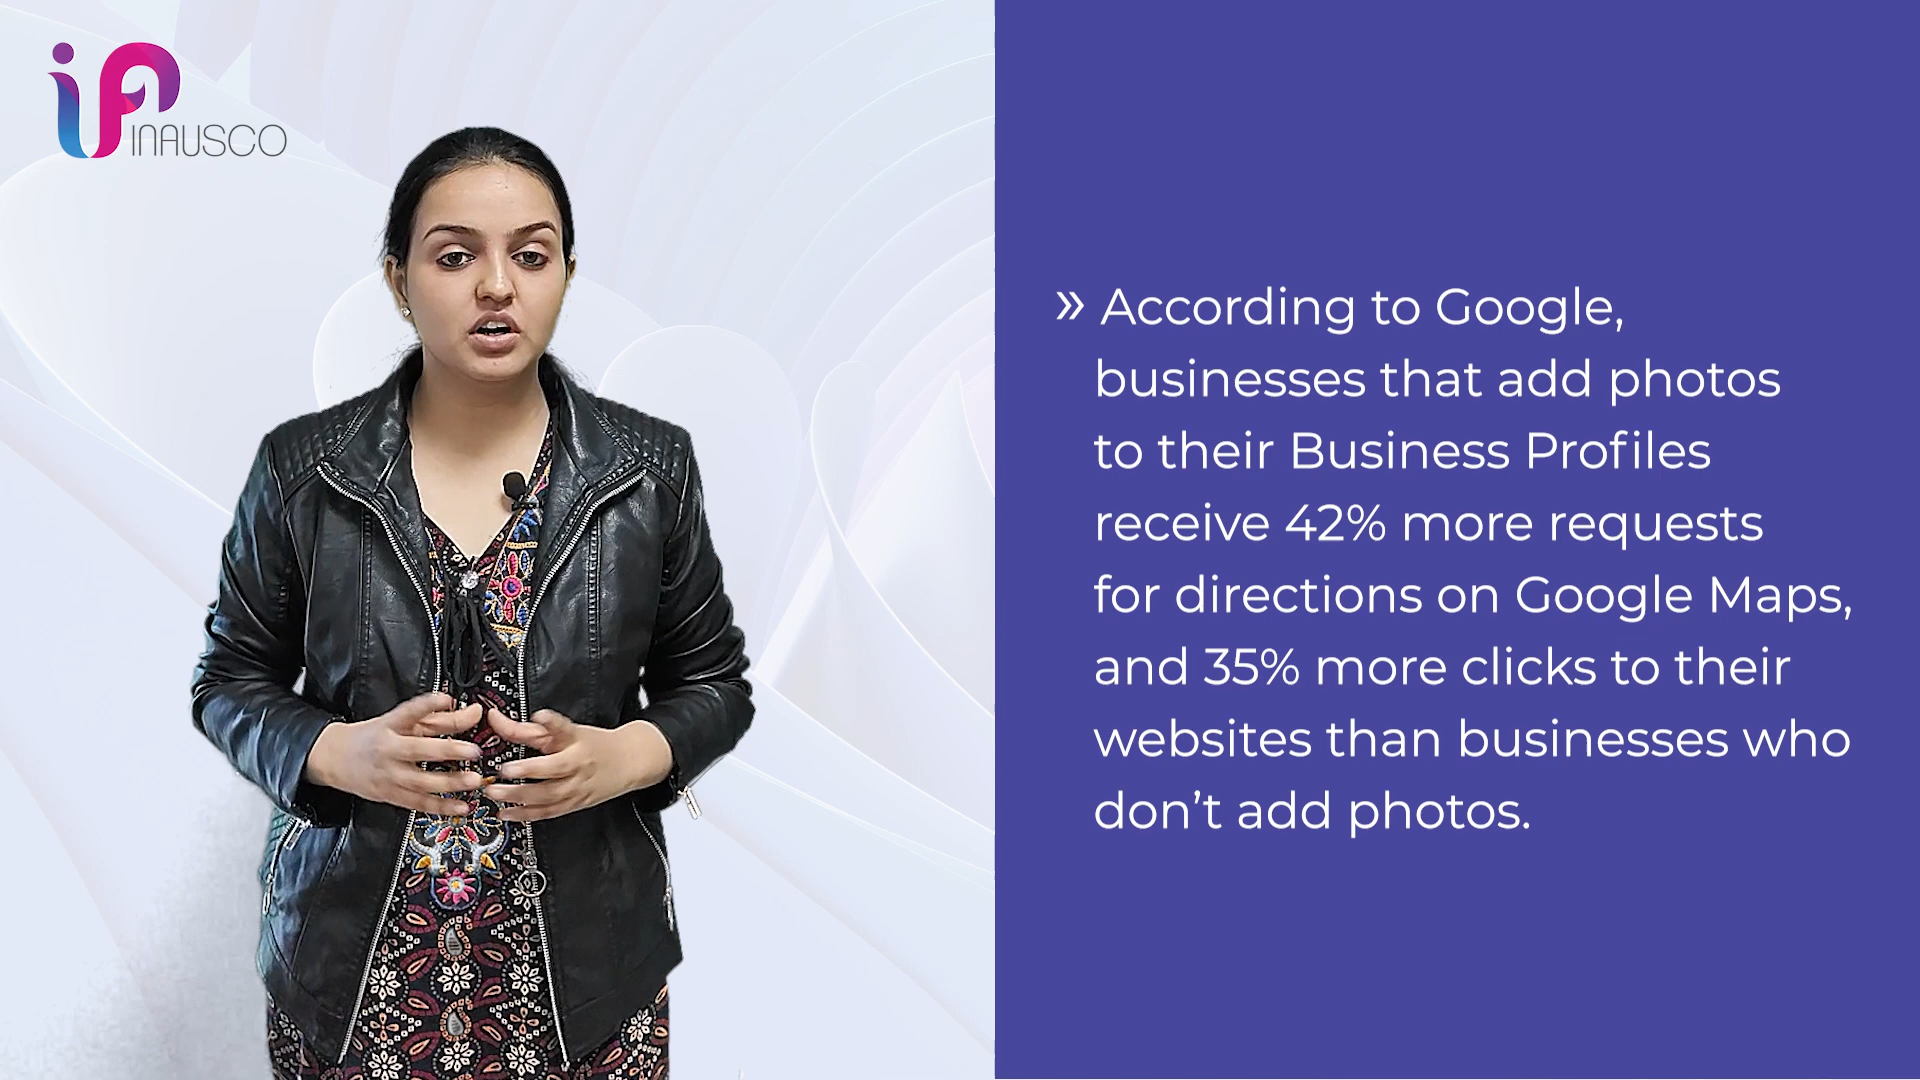 INAUSCO
» According to Google,
businesses that add photos
to their Business Profiles
receive 42% more requests
for directions on Google Maps,
and 35% more clicks to their
websites than businesses who
don’t add photos.